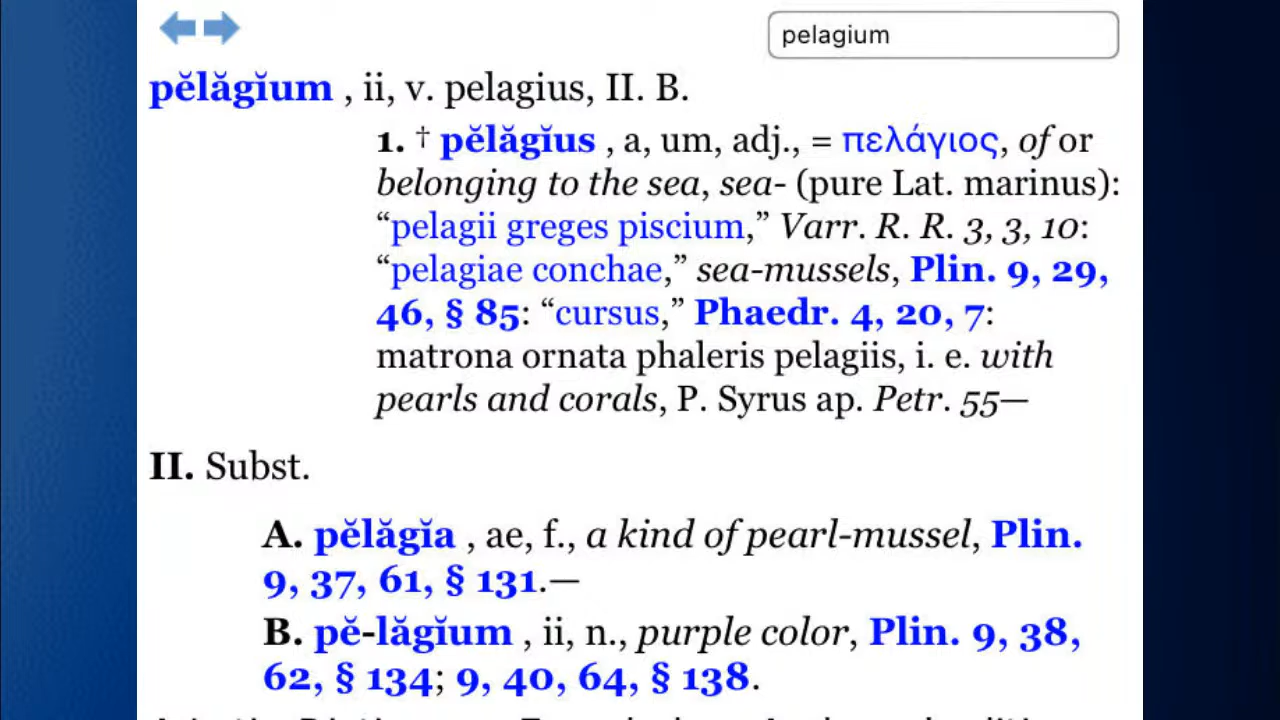 pelagium
pĕlăgĭum , ii, v. pelagius, II. B.
1. † pĕlăgĭus , a, um, adj., = πελάγιος, of or
belonging to the sea, sea- (pure Lat. marinus):
“pelagii greges piscium,” Varr. R. R. 3, 3, 10:
“pelagiae conchae,” sea-mussels, Plin. 9, 29,
46, § 85: “cursus,” Phaedr. 4, 20, 7:
matrona ornata phaleris pelagiis, i. e. with
pearls and corals, P. Syrus ap. Petr. 55—
II. Subst.
A. pĕlăgĭa , ae, f., a kind of pearl-mussel, Plin.
9, 37, 61, § 131.—
B. pĕ-lăgĭum , ii, n., purple color, Plin. 9, 38,
62, § 134; 9, 40, 64, § 138.